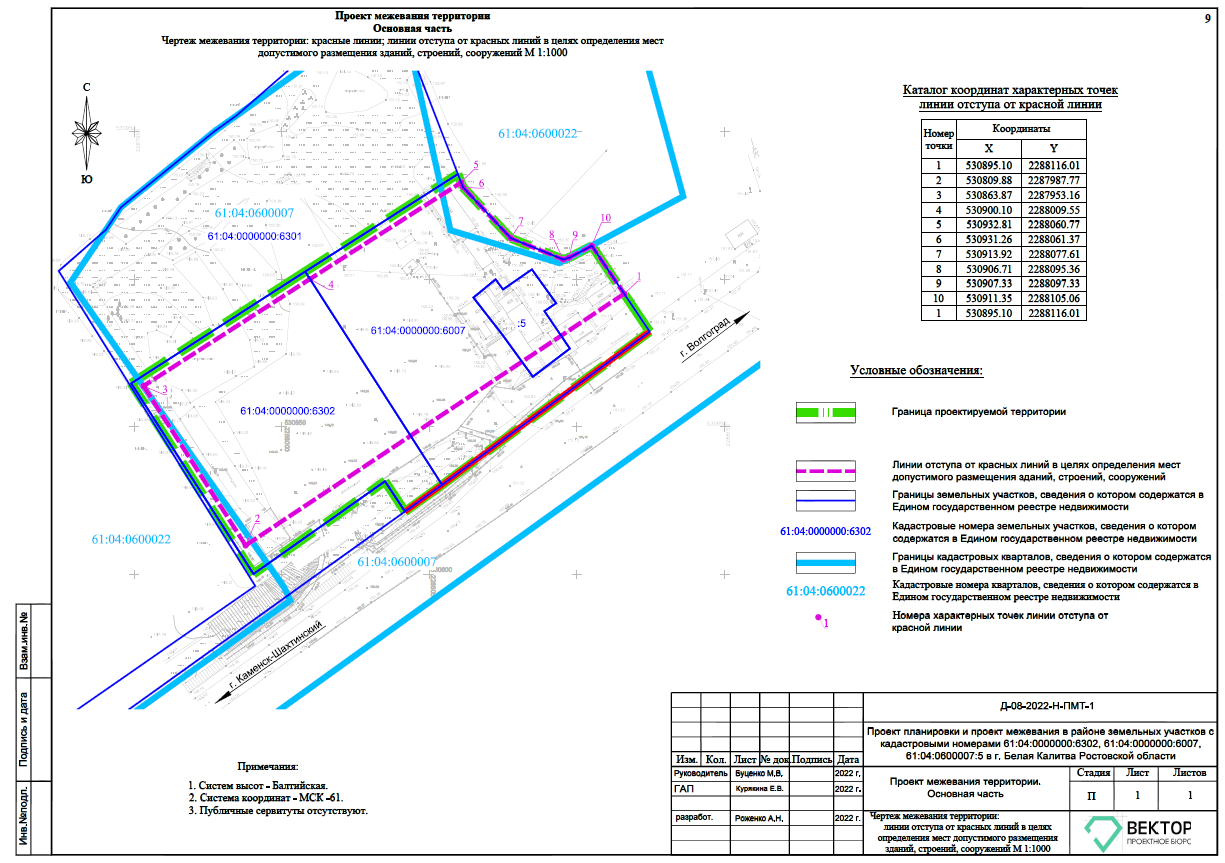 9
Проект межевания территории
Основная часть
Чертеж межевания территории: красные линии; линии отступа от красных линий в целях определения мест
допустимого размещения зданий, строений, сооружений М 1:1000
С
Ю
61:04:0600022
61:04:0600007
61:04:0000000:6301
61:04:0000000:6007
:5
61:04:0000000:6302
61:04:0600022
61:04:0600007
5
6
7
8
9
10
1
4
3
2
г. Волгоград
г. Каменск-Шахтинский
Каталог координат характерных точек
линии отступа от красной линии
Номер точки Координаты
X Y
1 530895.10 2288116.01
2 530809.88 2287987.77
3 530863.87 2287953.16
4 530900.10 2288009.55
5 530932.81 2288060.77
6 530931.26 2288061.37
7 530913.92 2288077.61
8 530906.71 2288095.36
9 530907.33 2288097.33
10 530911.35 2288105.06
1 530895.10 2288116.01
Условные обозначения:
Граница проектируемой территории
Линии отступа от красных линий в целях определения мест
допустимого размещения зданий, строений, сооружений
Границы земельных участков, сведения о котором содержатся в
Едином государственном реестре недвижимости
61:04:0000000:6302 Кадастровые номера земельных участков, сведения о котором
содержатся в Едином государственном реестре недвижимости
Границы кадастровых кварталов, сведения о котором содержатся
в Едином государственном реестре недвижимости
61:04:0600022 Кадастровые номера кварталов, сведения о котором содержатся в
Едином государственном реестре недвижимости
1 Номера характерных точек линии отступа от
красной линии
Примечания:
1. Систем высот - Балтийская.
2. Система координат - МСК -61.
3. Публичные сервитуты отсутствуют.
Взам.инв.№
Подпись и дата
Инв.№подл.
Д-08-2022-Н-ПМТ-1
Проект планировки и проект межевания в районе земельных участков с
кадастровыми номерами 61:04:0000000:6302, 61:04:0000000:6007,
61:04:0600007:5 в г. Белая Калитва Ростовской области
Изм. Кол. Лист № док. Подпись Дата
Руководитель Буценко М.В. 2022 г.
ГАП Курякина Е.В. 2022 г.
разработ. Роженко А.Н. 2022 г.
Проект межевания территории.
Основная часть
Стадия Лист Листов
П 1 1
Чертеж межевания территории:
линии отступа от красных линий в целях
определения мест допустимого размещения
зданий, строений, сооружений М 1:1000
ВЕКТОР
ПРОЕКТНОЕ БЮРО